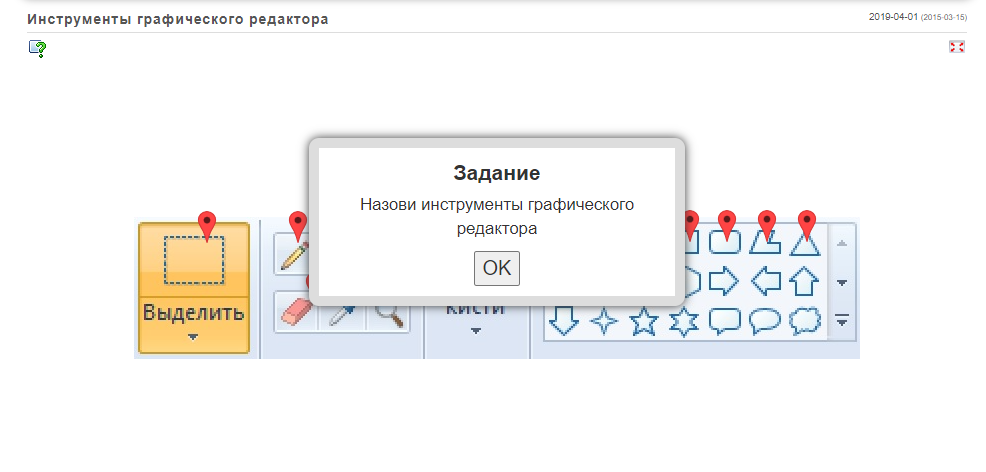 Инструменты графического редактора
2019-04-01 (2015-03-15)
Задание
Назови инструменты графического
редактора
OK
Выделить
Кисти